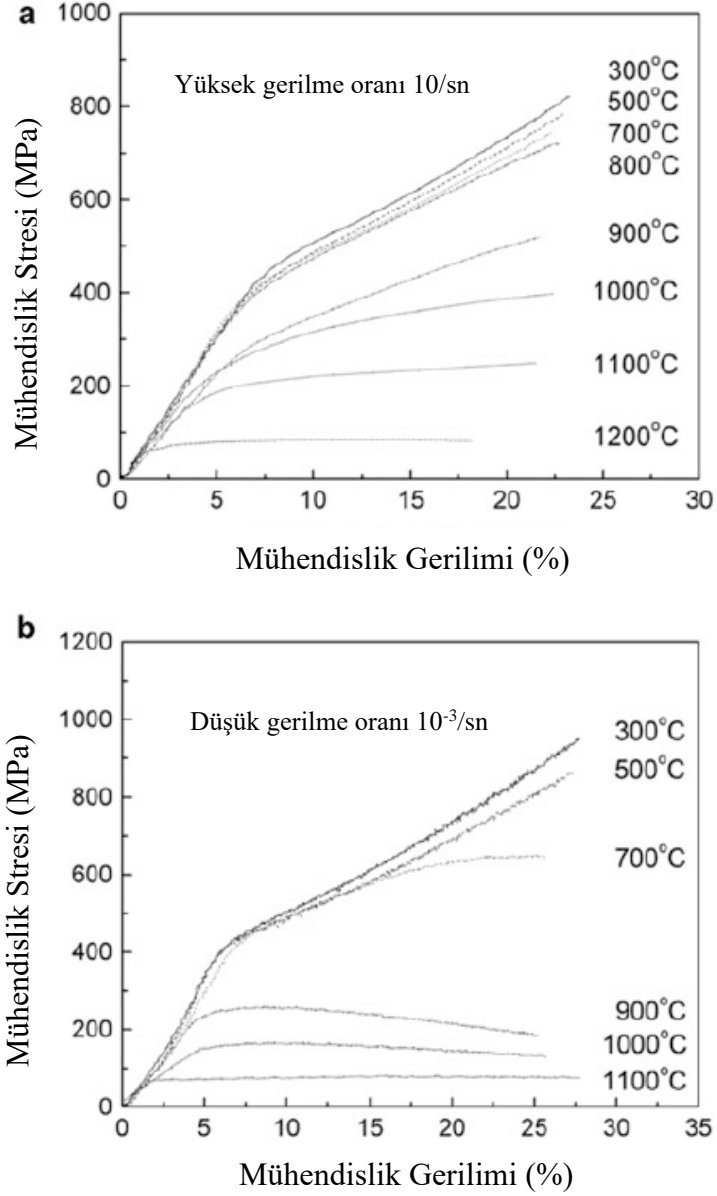 a
1000
Yüksek gerilme oranı 10/sn
300°C
500°C
700°C
800°C
900°C
1000°C
1100°C
1200°C
800
600
400
200
0
0 5 10 15 20 25 30
Mühendislik Stresi (MPa)
Mühendislik Gerilimi (%)
b
1200
Düşük gerilme oranı 10⁻³/sn
300°C
500°C
700°C
900°C
1000°C
1100°C
1000
800
600
400
200
0
0 5 10 15 20 25 30 35
Mühendislik Stresi (MPa)
Mühendislik Gerilimi (%)